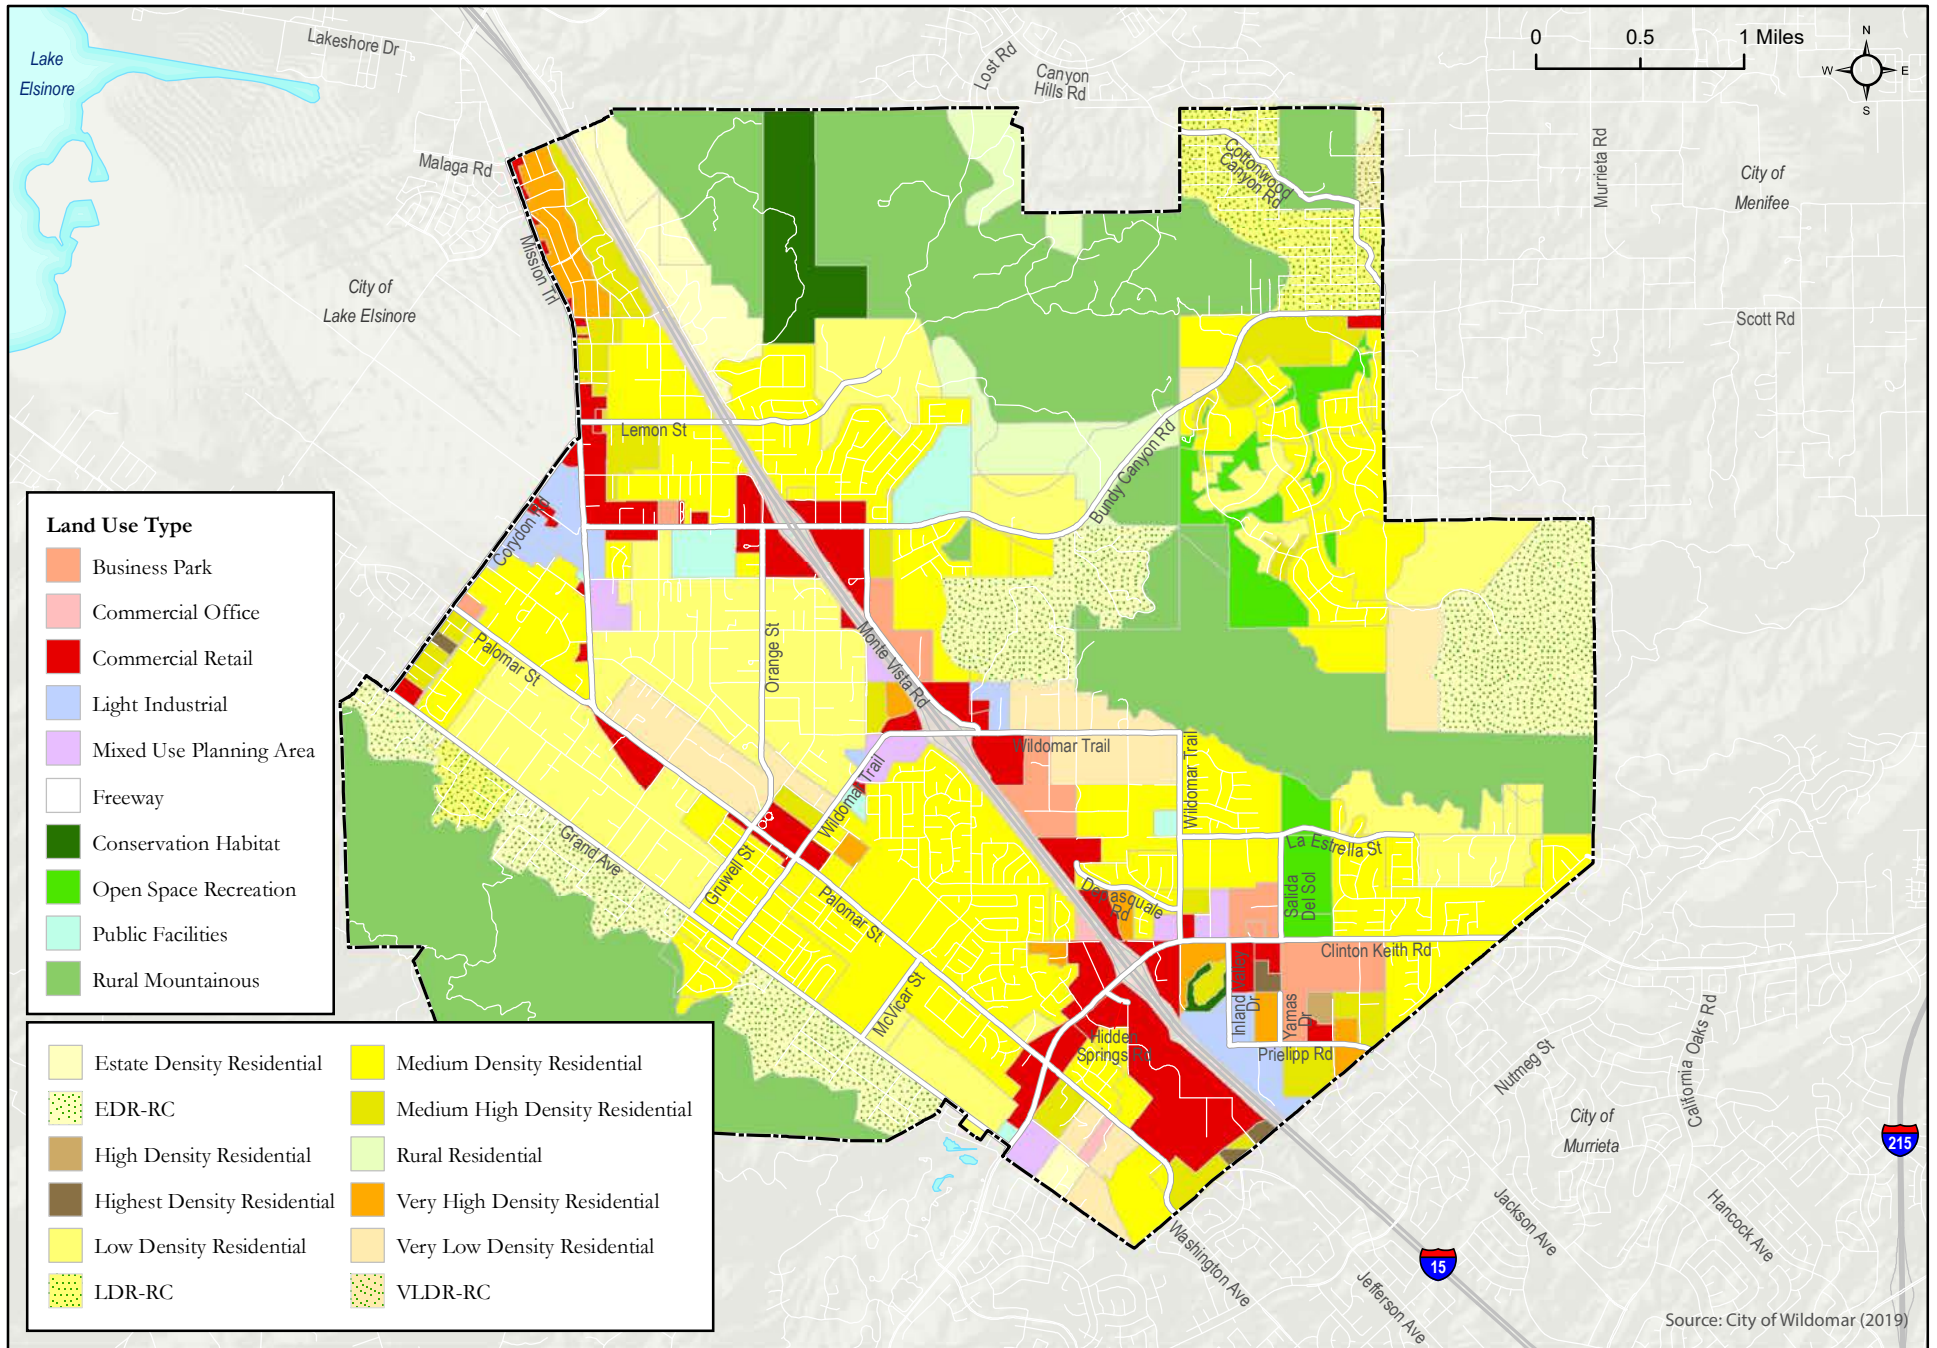 Lake
Elsinore
Lakeshore Dr
Lost Rd
Canyon
Hills Rd
0 0.5 1 Miles
N
W E
S
Malaga Rd
Mission Trl
Cottonwood
Canyon Rd
Murrieta Rd
City of
Menifee
City of
Lake Elsinore
Scott Rd
Lemon St
Bundy Canyon Rd
Corydon
Palomar St
Orange St
Monte Vista Rd
Wildomar Trail
Wildomar Trail
Wildomar Trail
Grand Ave
Gruwell St
Palomar St
McVicar St
La Estrella St
Depasquale
Rd
Salida
Del Sol
Clinton Keith Rd
Inland Valley
Dr
Yamas
Dr
Hidden
Springs Rd
Prielipp Rd
Nutmeg St
California Oaks Rd
City of
Murrieta
215
Jackson Ave
Hancock Ave
Washington Ave
15
Jefferson Ave
Land Use Type
Business Park
Commercial Office
Commercial Retail
Light Industrial
Mixed Use Planning Area
Freeway
Conservation Habitat
Open Space Recreation
Public Facilities
Rural Mountainous
Estate Density Residential
EDR-RC
High Density Residential
Highest Density Residential
Low Density Residential
LDR-RC
Medium Density Residential
Medium High Density Residential
Rural Residential
Very High Density Residential
Very Low Density Residential
VLDR-RC
Source: City of Wildomar (2019)